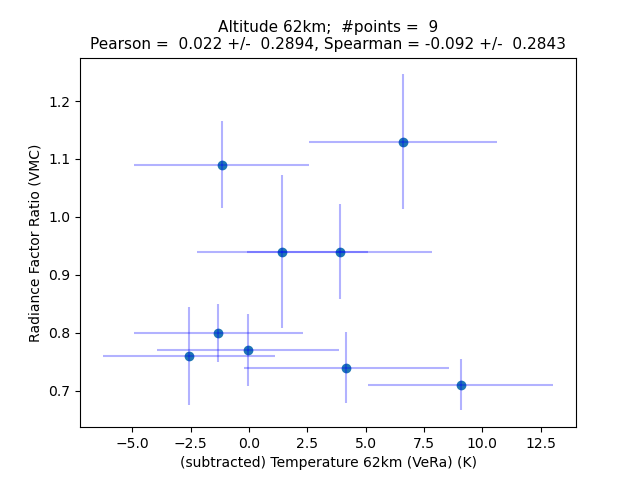 Altitude 62km;  #points =  9
Pearson =  0.022 +/-  0.2894, Spearman = -0.092 +/-  0.2843
Radiance Factor Ratio (VMC)
1.2
1.1
1.0
0.9
0.8
0.7
−5.0 −2.5 0.0 2.5 5.0 7.5 10.0 12.5
(subtracted) Temperature 62km (VeRa) (K)